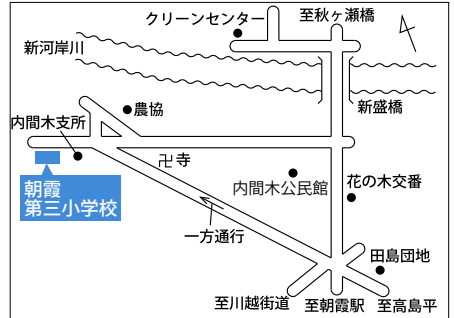 クリーンセンター
至秋ヶ瀬橋
新河岸川
新盛橋
農協
内間木支所
卍寺
朝霞
第三小学校
内間木公民館
花の木交番
一方通行
田島団地
至川越街道
至朝霞駅
至高島平